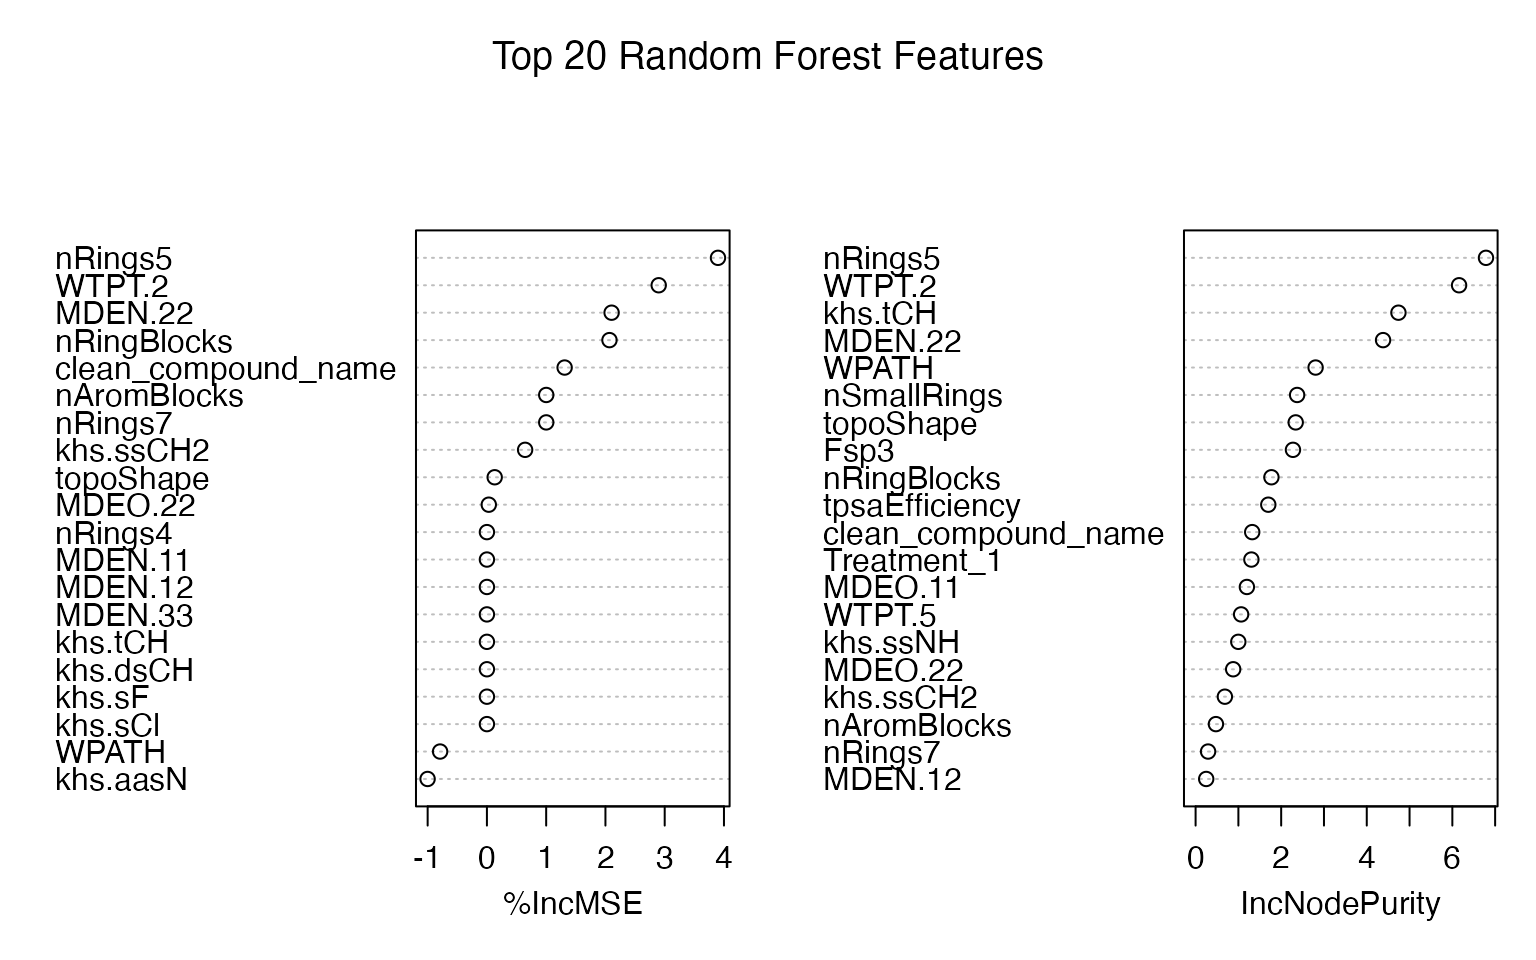 Top 20 Random Forest Features
nRings5
WTPT.2
MDEN.22
nRingBlocks
clean_compound_name
nAromBlocks
nRings7
khs.ssCH2
topoShape
MDEO.22
nRings4
MDEN.11
MDEN.12
MDEN.33
khs.tCH
khs.dsCH
khs.sF
khs.sCl
WPATH
khs.aasN
-1 0 1 2 3 4
%IncMSE
nRings5
WTPT.2
khs.tCH
MDEN.22
WPATH
nSmallRings
topoShape
Fsp3
nRingBlocks
tpsaEfficiency
clean_compound_name
Treatment_1
MDEO.11
WTPT.5
khs.ssNH
MDEO.22
khs.ssCH2
nAromBlocks
nRings7
MDEN.12
0 2 4 6
IncNodePurity